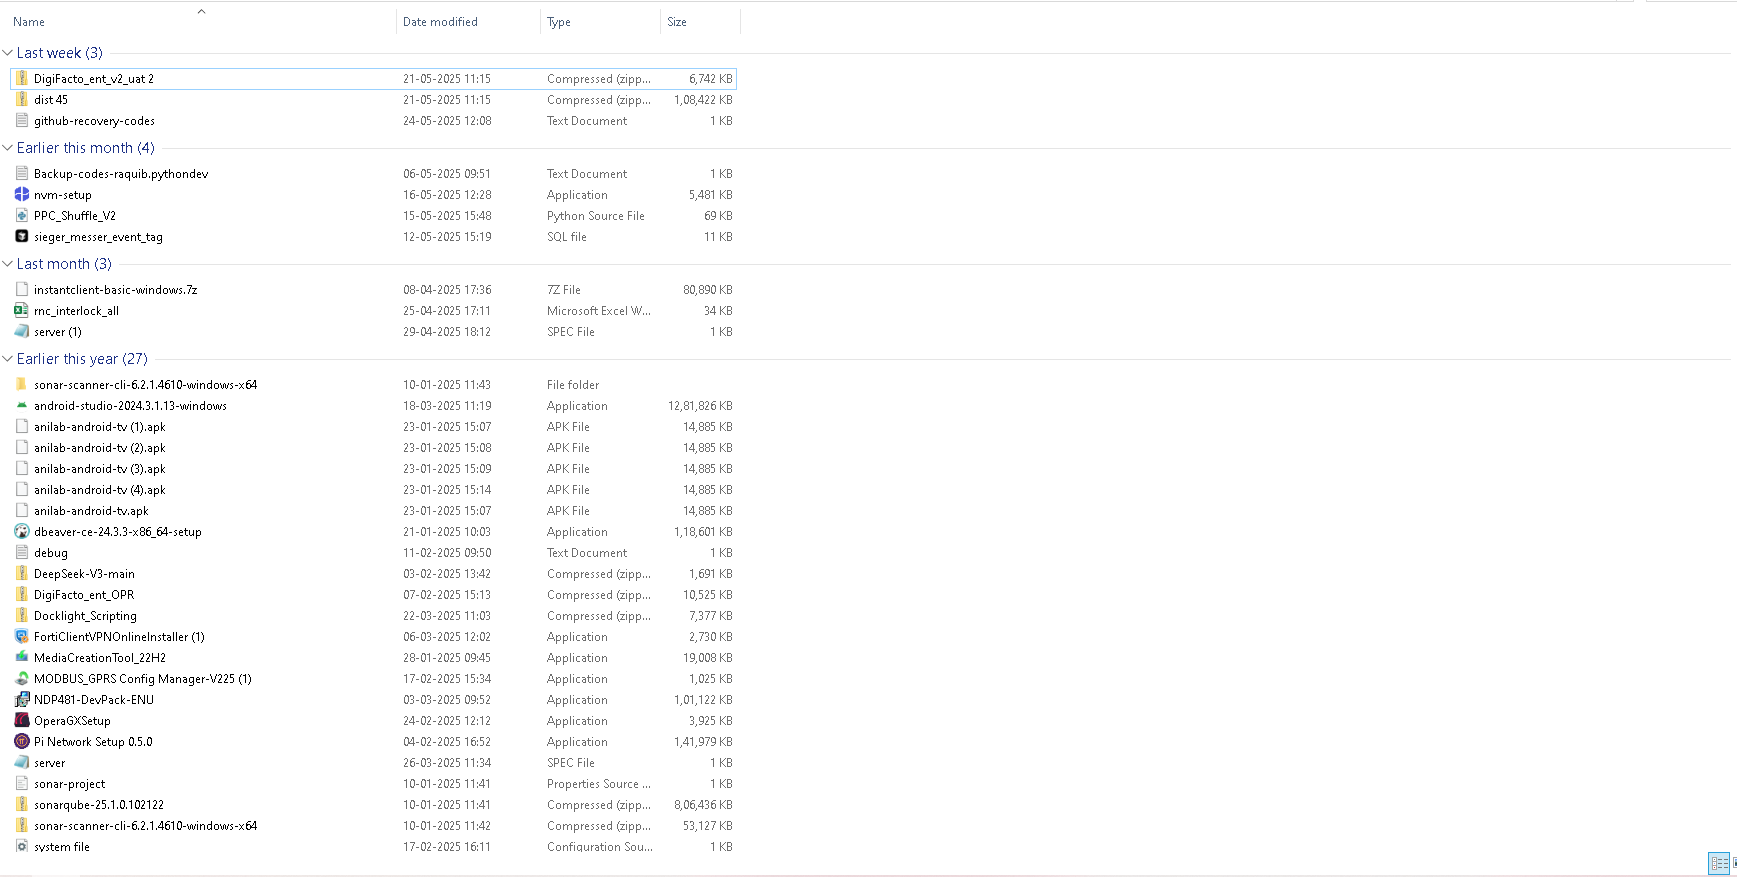 Name Date modified Type Size
Last week (3)
DigiFacto_ent_v2_uat 2 21-05-2025 11:15 Compressed (zipp... 6,742 KB
dist 45 21-05-2025 11:15 Compressed (zipp... 1,08,422 KB
github-recovery-codes 24-05-2025 12:08 Text Document 1 KB
Earlier this month (4)
Backup-codes-raquib.pythondev 06-05-2025 09:51 Text Document 1 KB
nvm-setup 16-05-2025 12:28 Application 5,481 KB
PPC_Shuffle_V2 15-05-2025 15:48 Python Source File 69 KB
sieger_messer_event_tag 12-05-2025 15:19 SQL file 11 KB
Last month (3)
instantclient-basic-windows.7z 08-04-2025 17:36 7Z File 80,890 KB
rnc_interlock_all 25-04-2025 17:11 Microsoft Excel W... 34 KB
server (1) 29-04-2025 18:12 SPEC File 1 KB
Earlier this year (27)
sonar-scanner-cli-6.2.1.4610-windows-x64 10-01-2025 11:43 File folder
android-studio-2024.3.1.13-windows 18-03-2025 11:19 Application 12,81,826 KB
anilab-android-tv (1).apk 23-01-2025 15:07 APK File 14,885 KB
anilab-android-tv (2).apk 23-01-2025 15:08 APK File 14,885 KB
anilab-android-tv (3).apk 23-01-2025 15:09 APK File 14,885 KB
anilab-android-tv (4).apk 23-01-2025 15:14 APK File 14,885 KB
anilab-android-tv.apk 23-01-2025 15:07 APK File 14,885 KB
dbeaver-ce-24.3.3-x86_64-setup 21-01-2025 10:03 Application 1,18,601 KB
debug 11-02-2025 09:50 Text Document 1 KB
DeepSeek-V3-main 03-02-2025 13:42 Compressed (zipp... 1,691 KB
DigiFacto_ent_OPR 07-02-2025 15:13 Compressed (zipp... 10,525 KB
Docklight_Scripting 22-03-2025 11:03 Compressed (zipp... 7,377 KB
FortiClientVPNOnlineInstaller (1) 06-03-2025 12:02 Application 2,730 KB
MediaCreationTool_22H2 28-01-2025 09:45 Application 19,008 KB
MODBUS_GPRS Config Manager-V225 (1) 17-02-2025 15:34 Application 1,025 KB
NDP481-DevPack-ENU 03-03-2025 09:52 Application 1,01,122 KB
OperaGXSetup 24-02-2025 12:12 Application 3,925 KB
Pi Network Setup 0.5.0 04-02-2025 16:52 Application 1,41,979 KB
server 26-03-2025 11:34 SPEC File 1 KB
sonar-project 10-01-2025 11:41 Properties Source ... 1 KB
sonarqube-25.1.0.102122 10-01-2025 11:41 Compressed (zipp... 8,06,436 KB
sonar-scanner-cli-6.2.1.4610-windows-x64 10-01-2025 11:42 Compressed (zipp... 53,127 KB
system file 17-02-2025 16:11 Configuration Sou... 1 KB